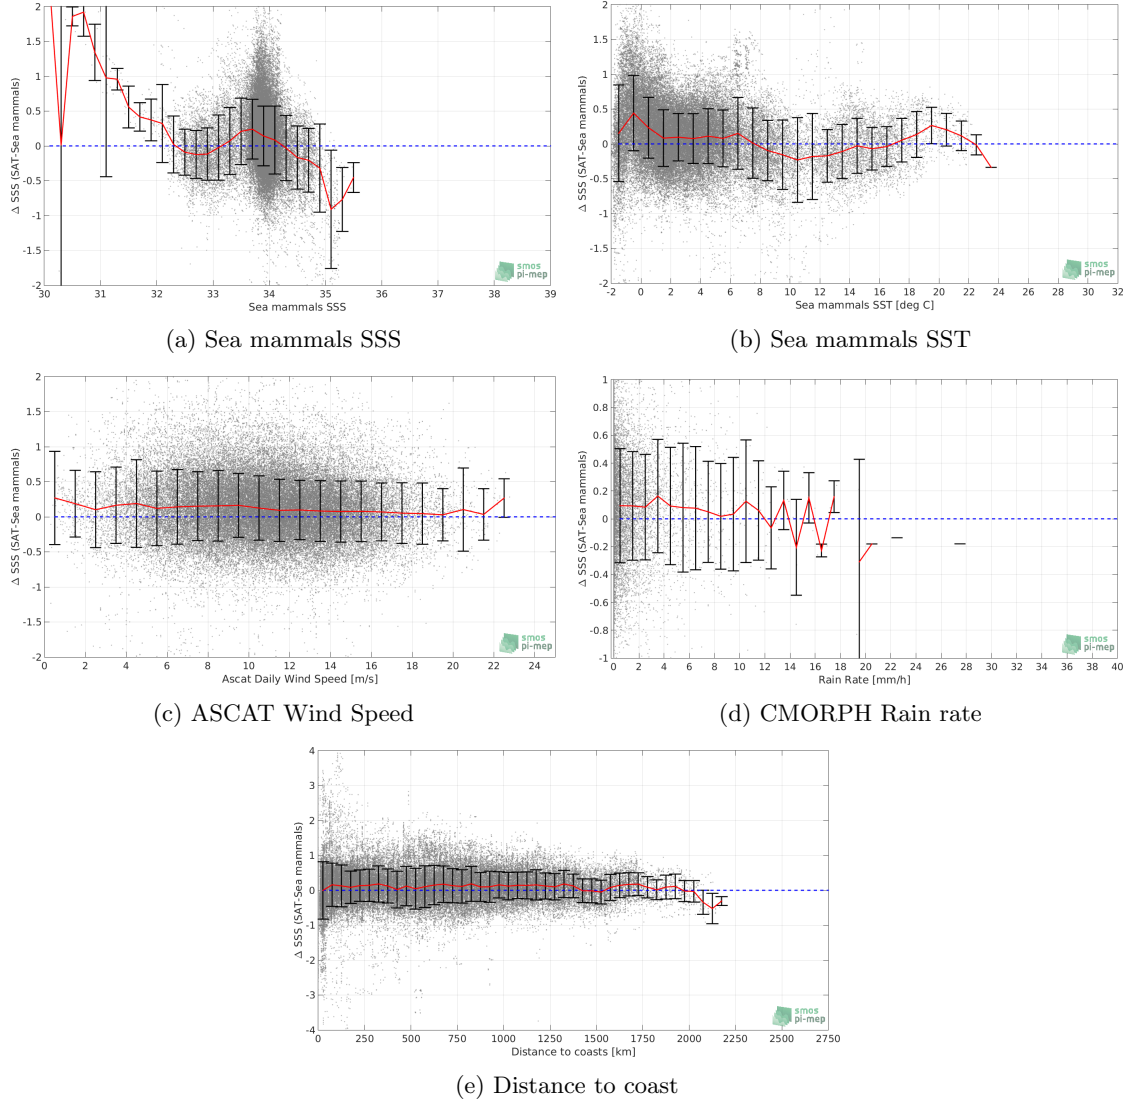 2
1.5
1
0.5
0
-0.5
-1
-1.5
-2
Δ SSS (SAT-Sea mammals)
30 31 32 33 34 35 36 37 38 39
Sea mammals SSS
smos
pi-mep
(a) Sea mammals SSS
2
1.5
1
0.5
0
-0.5
-1
-1.5
-2
Δ SSS (SAT-Sea mammals)
-2 0 2 4 6 8 10 12 14 16 18 20 22 24 26 28 30 32
Sea mammals SST [deg C]
smos
pi-mep
(b) Sea mammals SST
2
1.5
1
0.5
0
-0.5
-1
-1.5
-2
Δ SSS (SAT-Sea mammals)
0 2 4 6 8 10 12 14 16 18 20 22 24
Ascat Daily Wind Speed [m/s]
smos
pi-mep
(c) ASCAT Wind Speed
1
0.8
0.6
0.4
0.2
0
-0.2
-0.4
-0.6
-0.8
-1
Δ SSS (SAT-Sea mammals)
0 2 4 6 8 10 12 14 16 18 20 22 24 26 28 30 32 34 36 38 40
Rain Rate [mm/h]
smos
pi-mep
(d) CMORPH Rain rate
4
3
2
1
0
-1
-2
-3
-4
Δ SSS (SAT-Sea mammals)
0 250 500 750 1000 1250 1500 1750 2000 2250 2500 2750
Distance to coasts [km]
smos
pi-mep
(e) Distance to coast